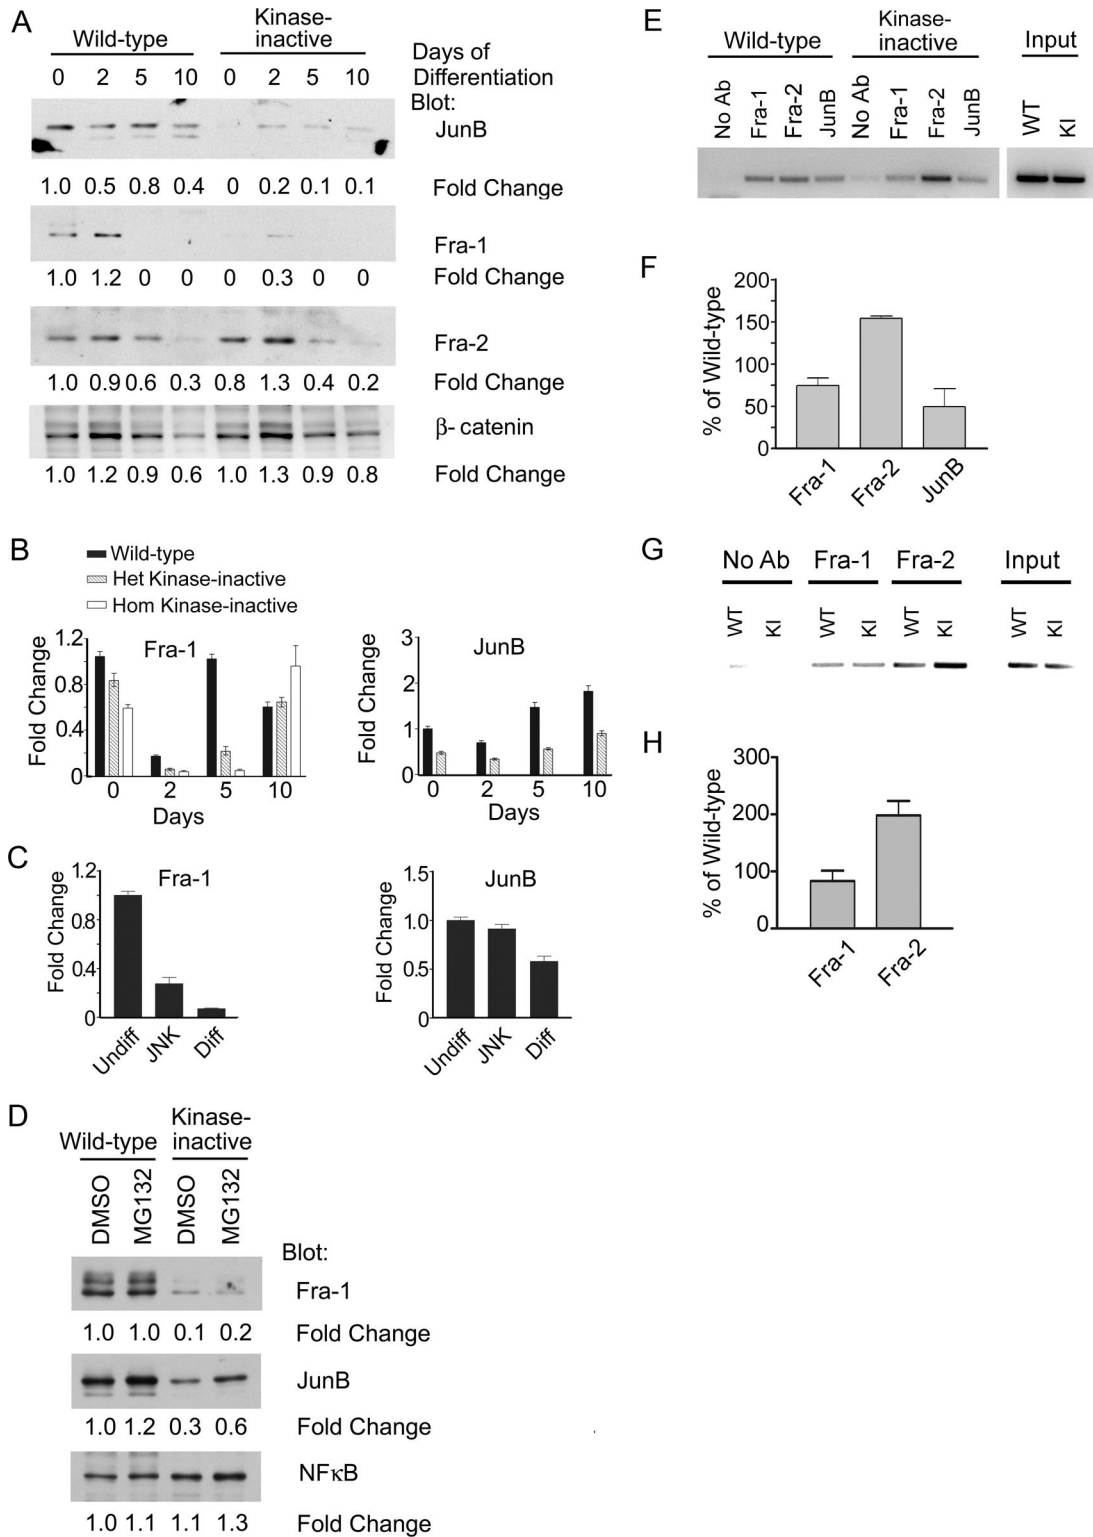 A
Wild-type
Kinase-
inactive
Days of
Differentiation
0 2 5 10 0 2 5 10
Blot:
JunB
1.0 0.5 0.8 0.4 0 0.2 0.1 0.1 Fold Change
Fra-1
1.0 1.2 0 0 0 0.3 0 0 Fold Change
Fra-2
1.0 0.9 0.6 0.3 0.8 1.3 0.4 0.2 Fold Change
β- catenin
1.0 1.2 0.9 0.6 1.0 1.3 0.9 0.8 Fold Change
B
Wild-type
Het Kinase-inactive
Hom Kinase-inactive
Fra-1
Fold Change
1.2
0.8
0.4
0
0 2 5 10
Days
JunB
Fold Change
3
2
1
0
0 2 5 10
Days
C
Fra-1
Fold Change
1.2
0.8
0.4
0
Undiff JNK Diff
JunB
Fold Change
1.5
1.0
0.5
0
Undiff JNK Diff
D
Wild-type
Kinase-
inactive
DMSO MG132 DMSO MG132
Blot:
Fra-1
1.0 1.0 0.1 0.2 Fold Change
JunB
1.0 1.2 0.3 0.6 Fold Change
NFκB
1.0 1.1 1.1 1.3 Fold Change
E
Wild-type
Kinase-
inactive
Input
No Ab Fra-1 Fra-2 JunB No Ab Fra-1 Fra-2 JunB WT KI
F
% of Wild-type
200
150
100
50
0
Fra-1 Fra-2 JunB
G
No Ab Fra-1 Fra-2 Input
WT KI WT KI WT KI WT KI
H
% of Wild-type
300
200
100
0
Fra-1 Fra-2